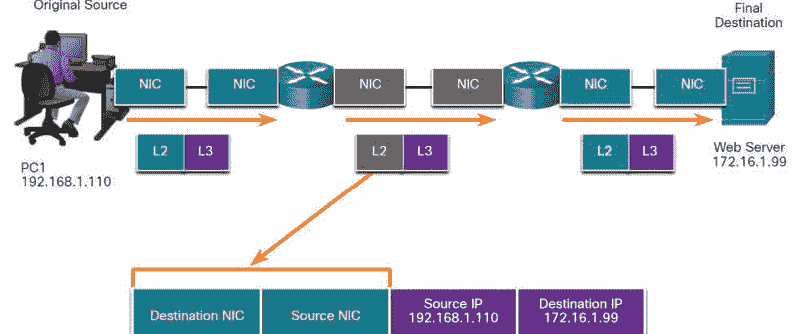 Original Source
Final
Destination
NIC
NIC
NIC
NIC
NIC
NIC
L2 L3
L2 L3
L2 L3
PC1
192.168.1.110
Web Server
172.16.1.99
Destination NIC
Source NIC
Source IP
192.168.1.110
Destination IP
172.16.1.99